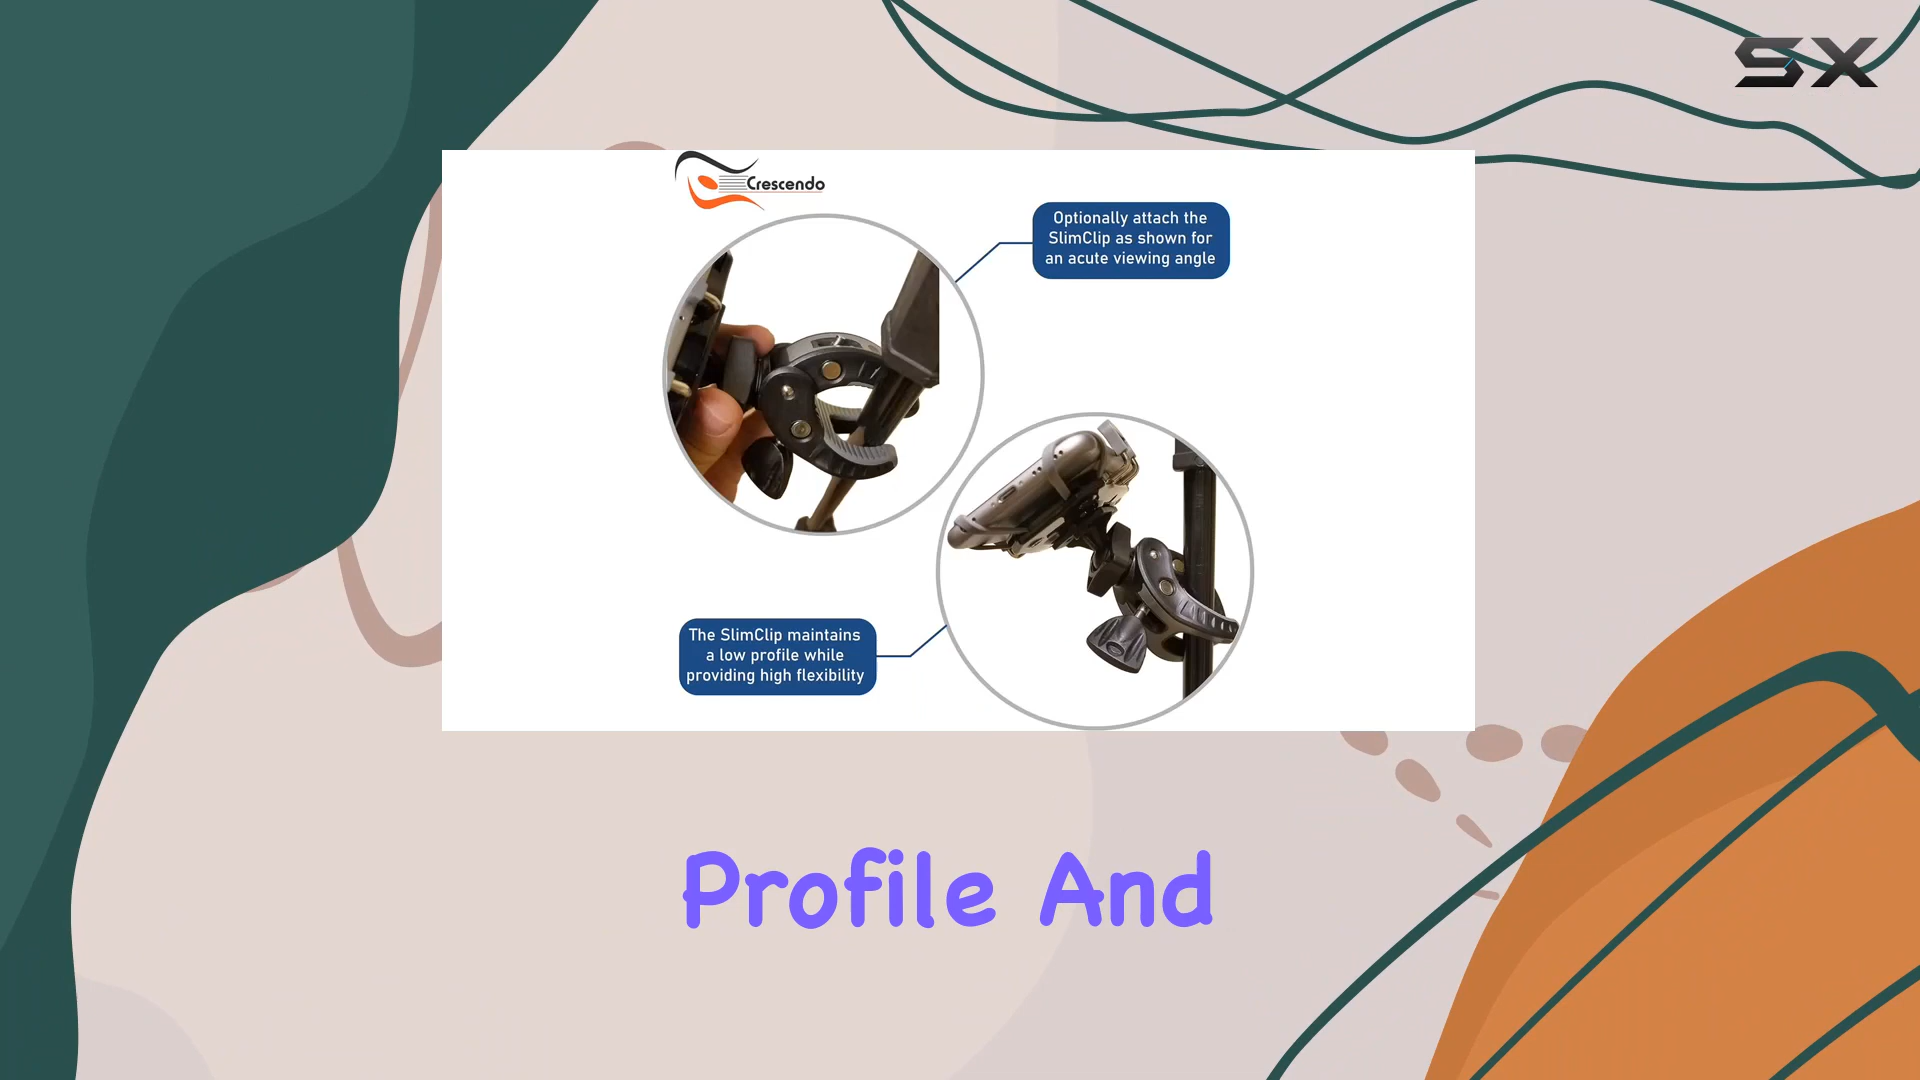 SX
Crescendo
Optionally attach the
SlimClip as shown for
an acute viewing angle
The SlimClip maintains
a low profile while
providing high flexibility
Profile And